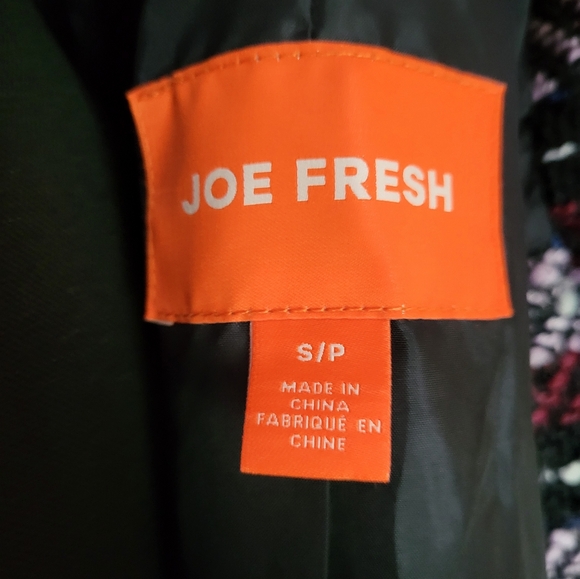 JOE FRESH
S/P
MADE IN
CHINA
FABRIQUÉ EN
CHINE